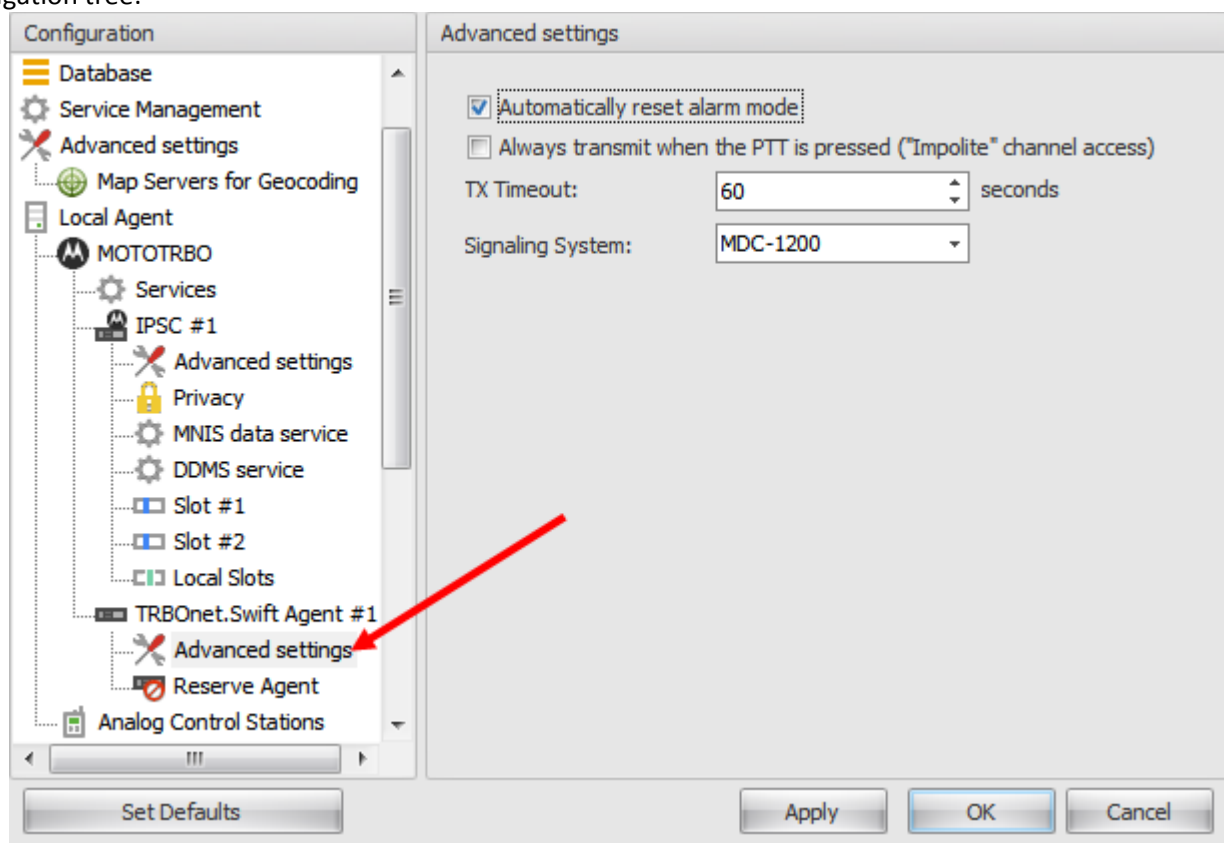 gation tree:
Configuration
Database
Service Management
Advanced settings
Map Servers for Geocoding
Local Agent
MOTOTRBO
Services
IPSC #1
Advanced settings
Privacy
MNIS data service
DDMS service
Slot #1
Slot #2
Local Slots
TRBOnet.Swift Agent #1
Advanced settings
Reserve Agent
Analog Control Stations
Set Defaults
Advanced settings
Automatically reset alarm mode
Always transmit when the PTT is pressed ("Impolite" channel access)
TX Timeout: 60 seconds
Signaling System: MDC-1200
Apply OK Cancel